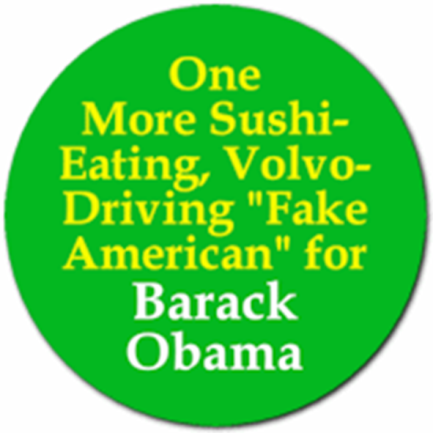 One
More Sushi-
Eating, Volvo-
Driving "Fake
American" for
Barack
Obama